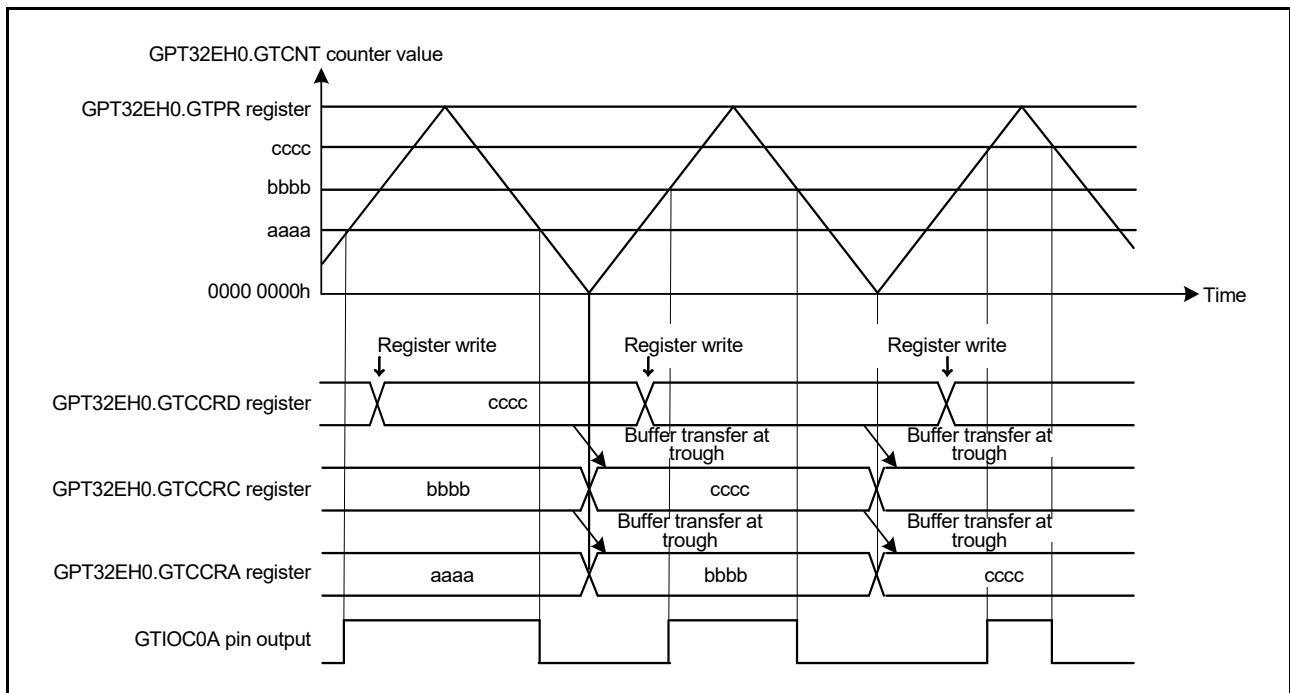 GPT32EH0.GTCNT counter value
GPT32EH0.GTPR register
cccc
bbbb
aaaa
0000 0000h
Time
Register write
Register write
Register write
GPT32EH0.GTCCRD register
cccc
Buffer transfer at
trough
Buffer transfer at
trough
GPT32EH0.GTCCRC register
bbbb
cccc
Buffer transfer at
trough
Buffer transfer at
trough
GPT32EH0.GTCCRA register
aaaa
bbbb
cccc
GTIOC0A pin output